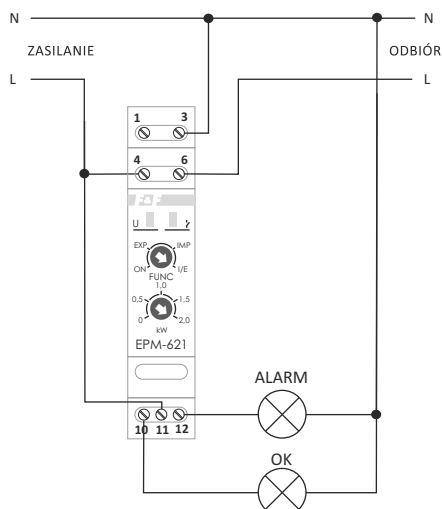 N N
ZASILANIE ODBIÓR
L L
1 3
4 6
F&F
U
EXP IMP
ON I/E
FUNC
1,0
0,5 1,5
0 2,0
kW
EPM-621
ALARM
10 11 12
OK